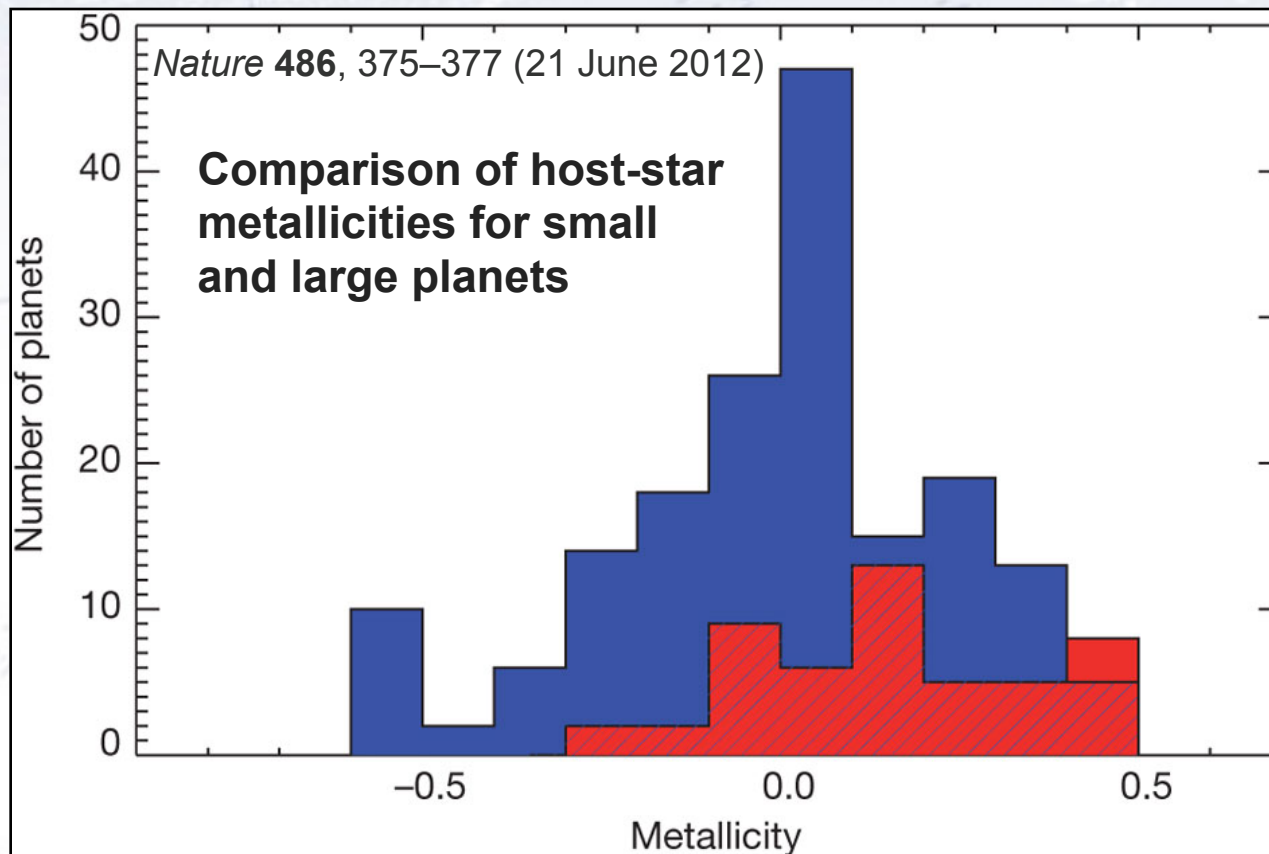 50
Nature 486, 375–377 (21 June 2012)
Comparison of host-star
metallicities for small
and large planets
40
30
20
10
0
Number of planets
–0.5
0.0
0.5
Metallicity